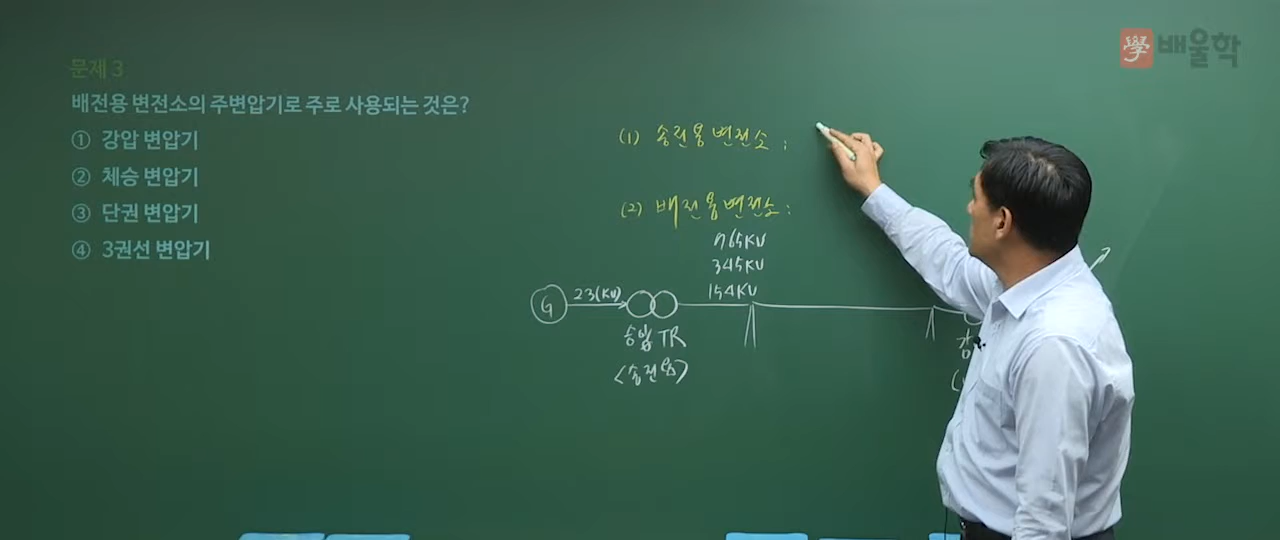 學 배울학
문제 3
배전용 변전소의 주변압기로 주로 사용되는 것은?
① 강압 변압기
② 체승 변압기
③ 단권 변압기
④ 3권선 변압기
(1) 송전용변전소 :
(2) 배전용변전소 :
765KV
345KV
154KV
G 23(KV)
승압 TR
<송전용>
강